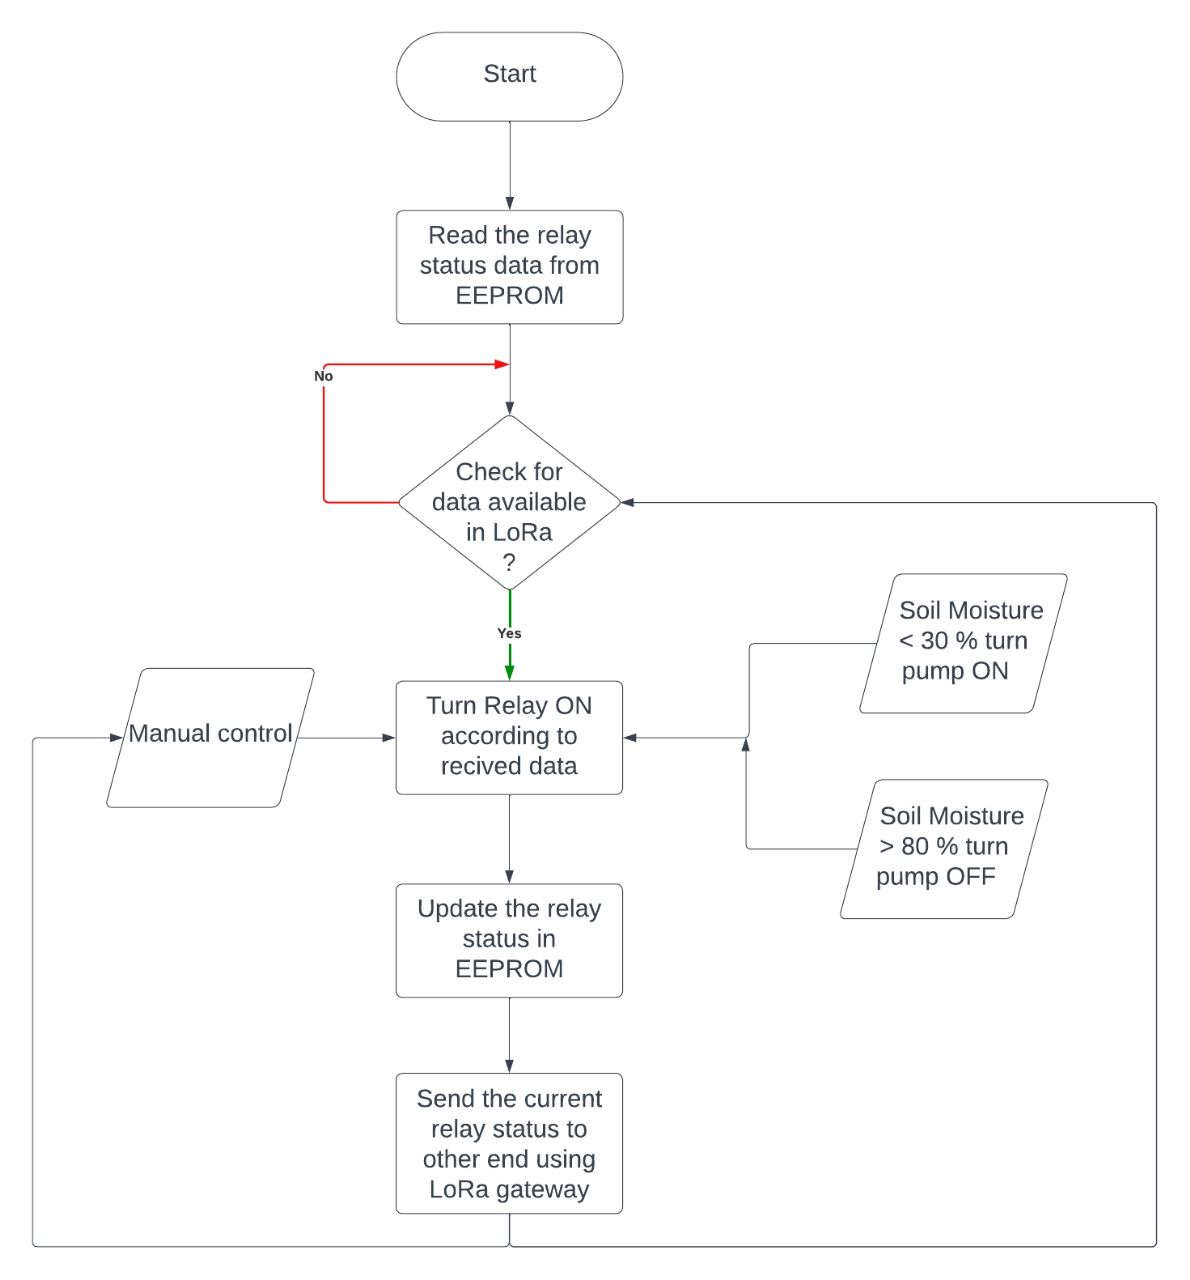 Start
Read the relay
status data from
EEPROM
No
Check for
data available
in LoRa
?
Yes
Soil Moisture
< 30 % turn
pump ON
Manual control
Turn Relay ON
according to
recived data
Soil Moisture
> 80 % turn
pump OFF
Update the relay
status in
EEPROM
Send the current
relay status to
other end using
LoRa gateway